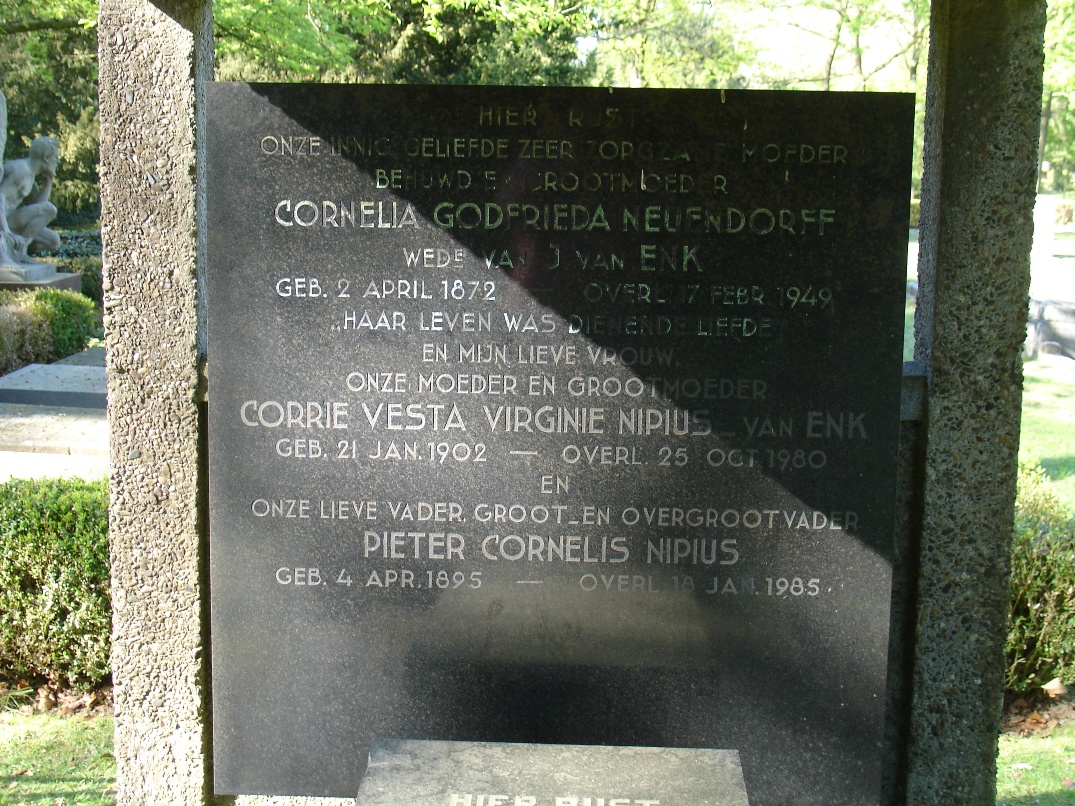 HIER RUST
ONZE INNIG GELIEFDE ZEER ZORGZAME MOEDER
BEHUWD EN GROOTMOEDER
CORNELIA GODFRIEDA NEUENDORFF
WEDE VAN J VAN ENK
GEB. 2 APRIL 1872 — OVERL. 17 FEBR 1949
„HAAR LEVEN WAS DIENENDE LIEFDE"
EN MIJN LIEVE VROUW.
ONZE MOEDER EN GROOTMOEDER
CORRIE VESTA VIRGINIE NIPIUS_VAN ENK
GEB. 21 JAN. 1902 — OVERL. 25 OCT. 1980
EN
ONZE LIEVE VADER, GROOT_EN OVERGROOTVADER
PIETER CORNELIS NIPIUS
GEB. 4 APR. 1895 — OVERL. 18 JAN. 1985.
HIER RUST